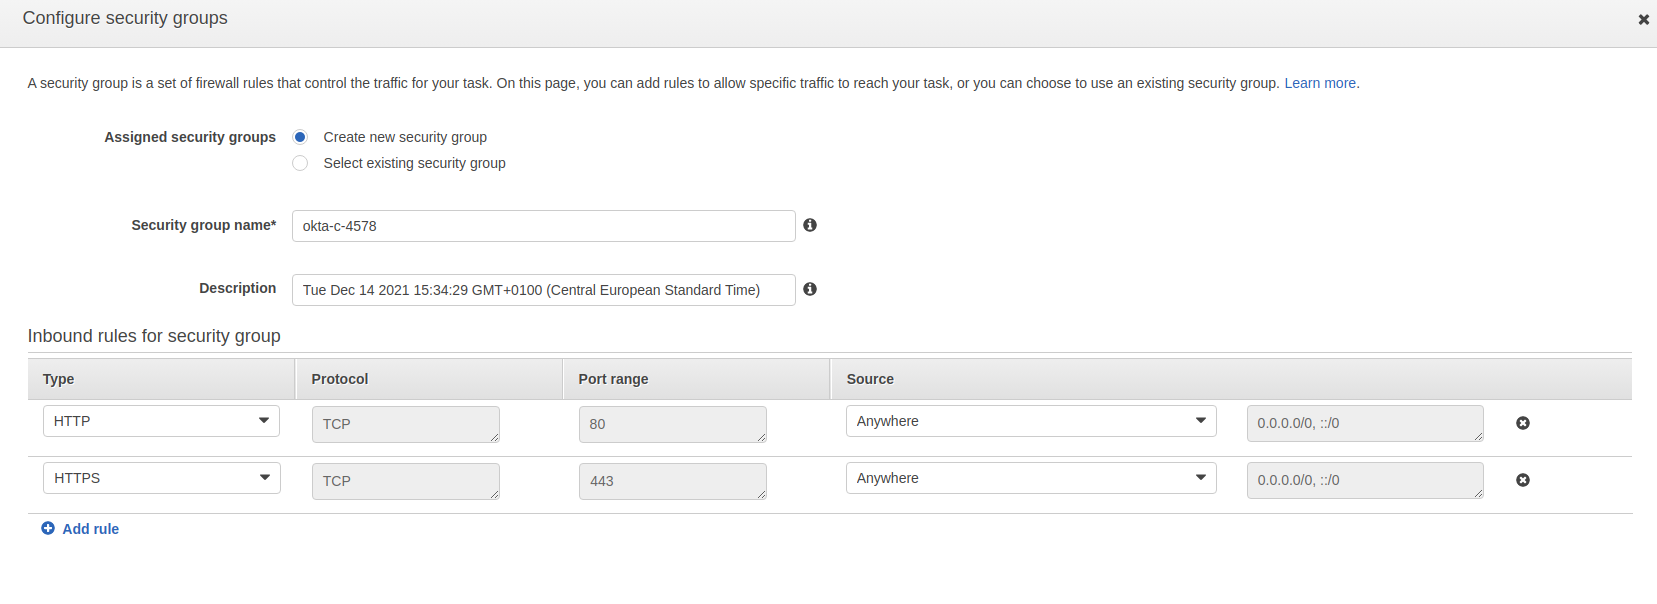 Configure security groups
A security group is a set of firewall rules that control the traffic for your task. On this page, you can add rules to allow specific traffic to reach your task, or you can choose to use an existing security group. Learn more.
Assigned security groups Create new security group
Select existing security group
Security group name* okta-c-4578
Description Tue Dec 14 2021 15:34:29 GMT+0100 (Central European Standard Time)
Inbound rules for security group
Type Protocol Port range Source
HTTP TCP 80 Anywhere 0.0.0.0/0, ::/0
HTTPS TCP 443 Anywhere 0.0.0.0/0, ::/0
Add rule